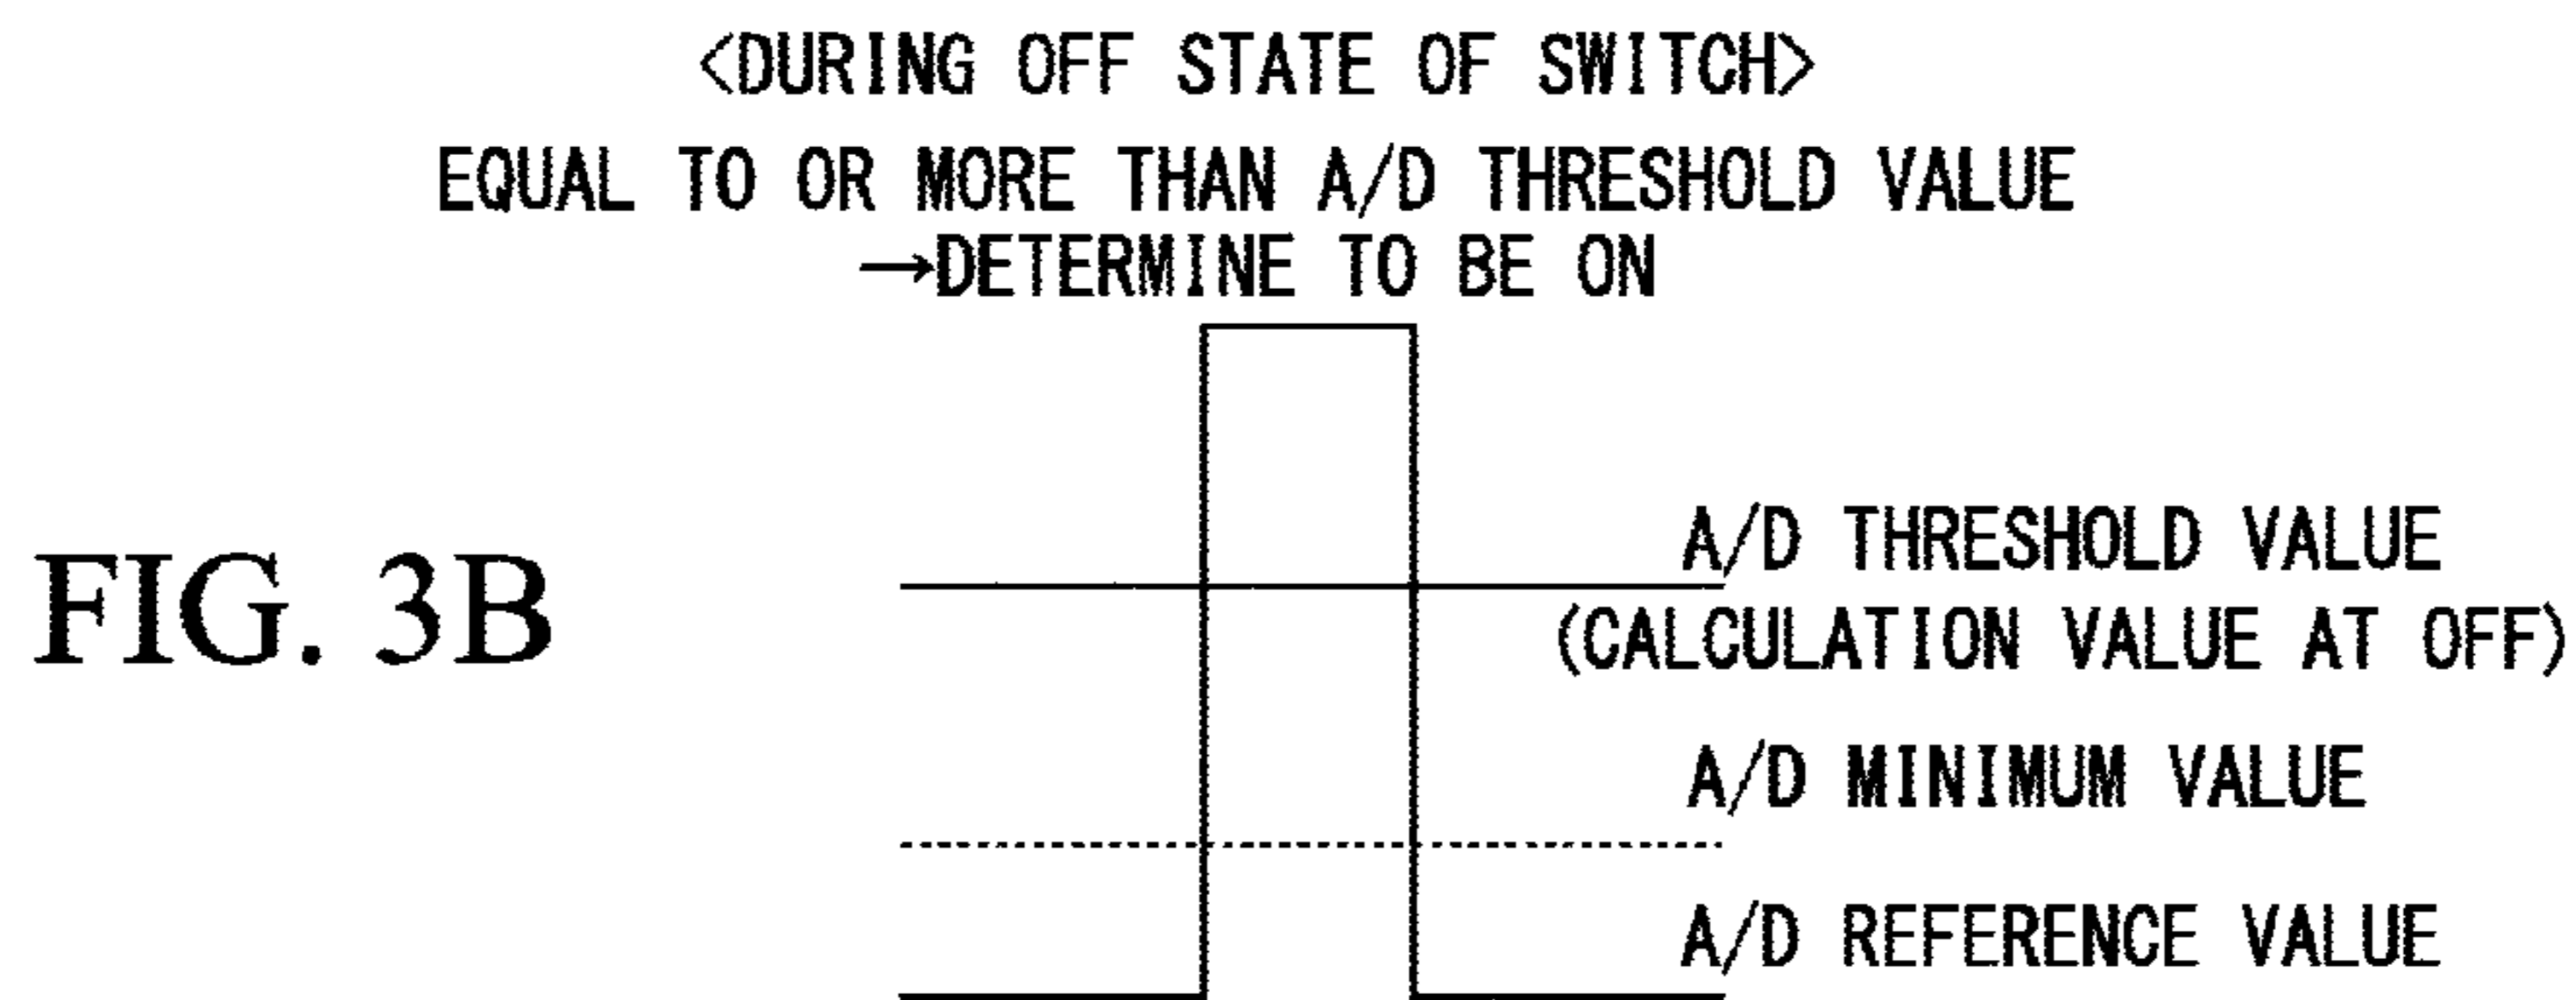 <DURING OFF STATE OF SWITCH>
EQUAL TO OR MORE THAN A/D THRESHOLD VALUE
→DETERMINE TO BE ON
A/D THRESHOLD VALUE
FIG. 3B
(CALCULATION VALUE AT OFF)
A/D MINIMUM VALUE
A/D REFERENCE VALUE